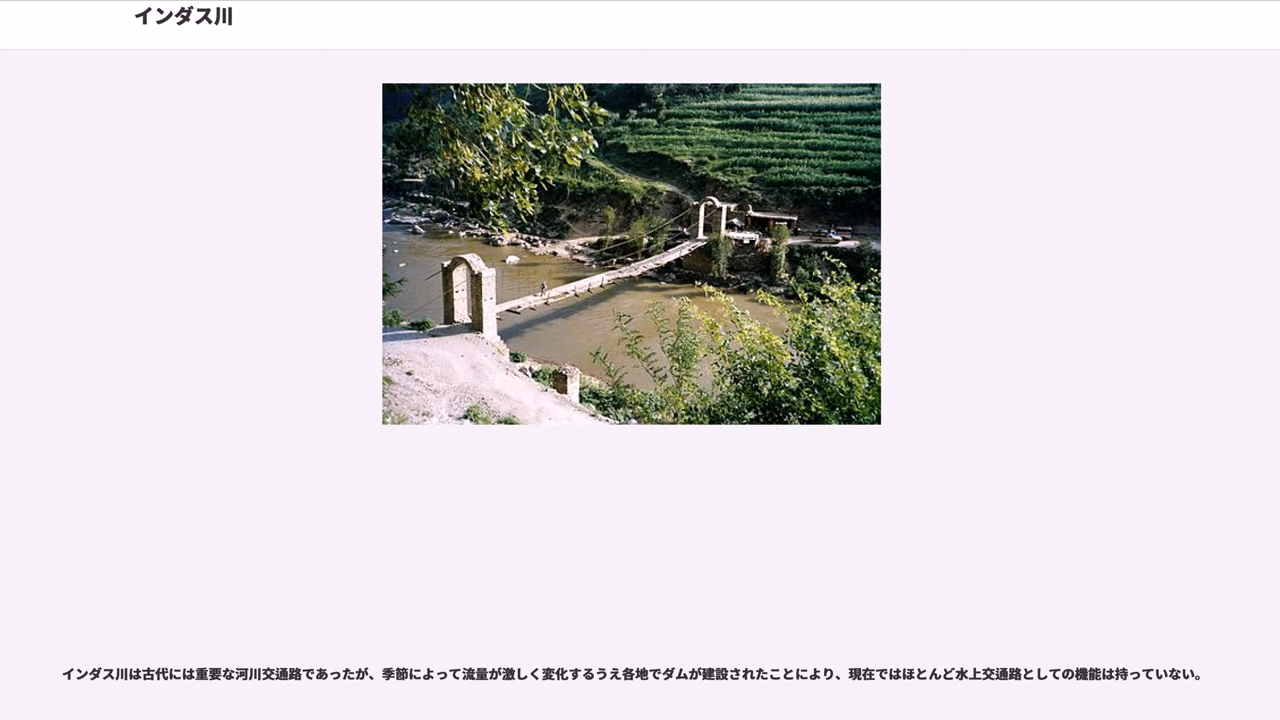 インダス川
インダス川は古代には重要な河川交通路であったが、季節によって流量が激しく変化するうえ各地でダムが建設されたことにより、現在ではほとんど水上交通路としての機能は持っていない。